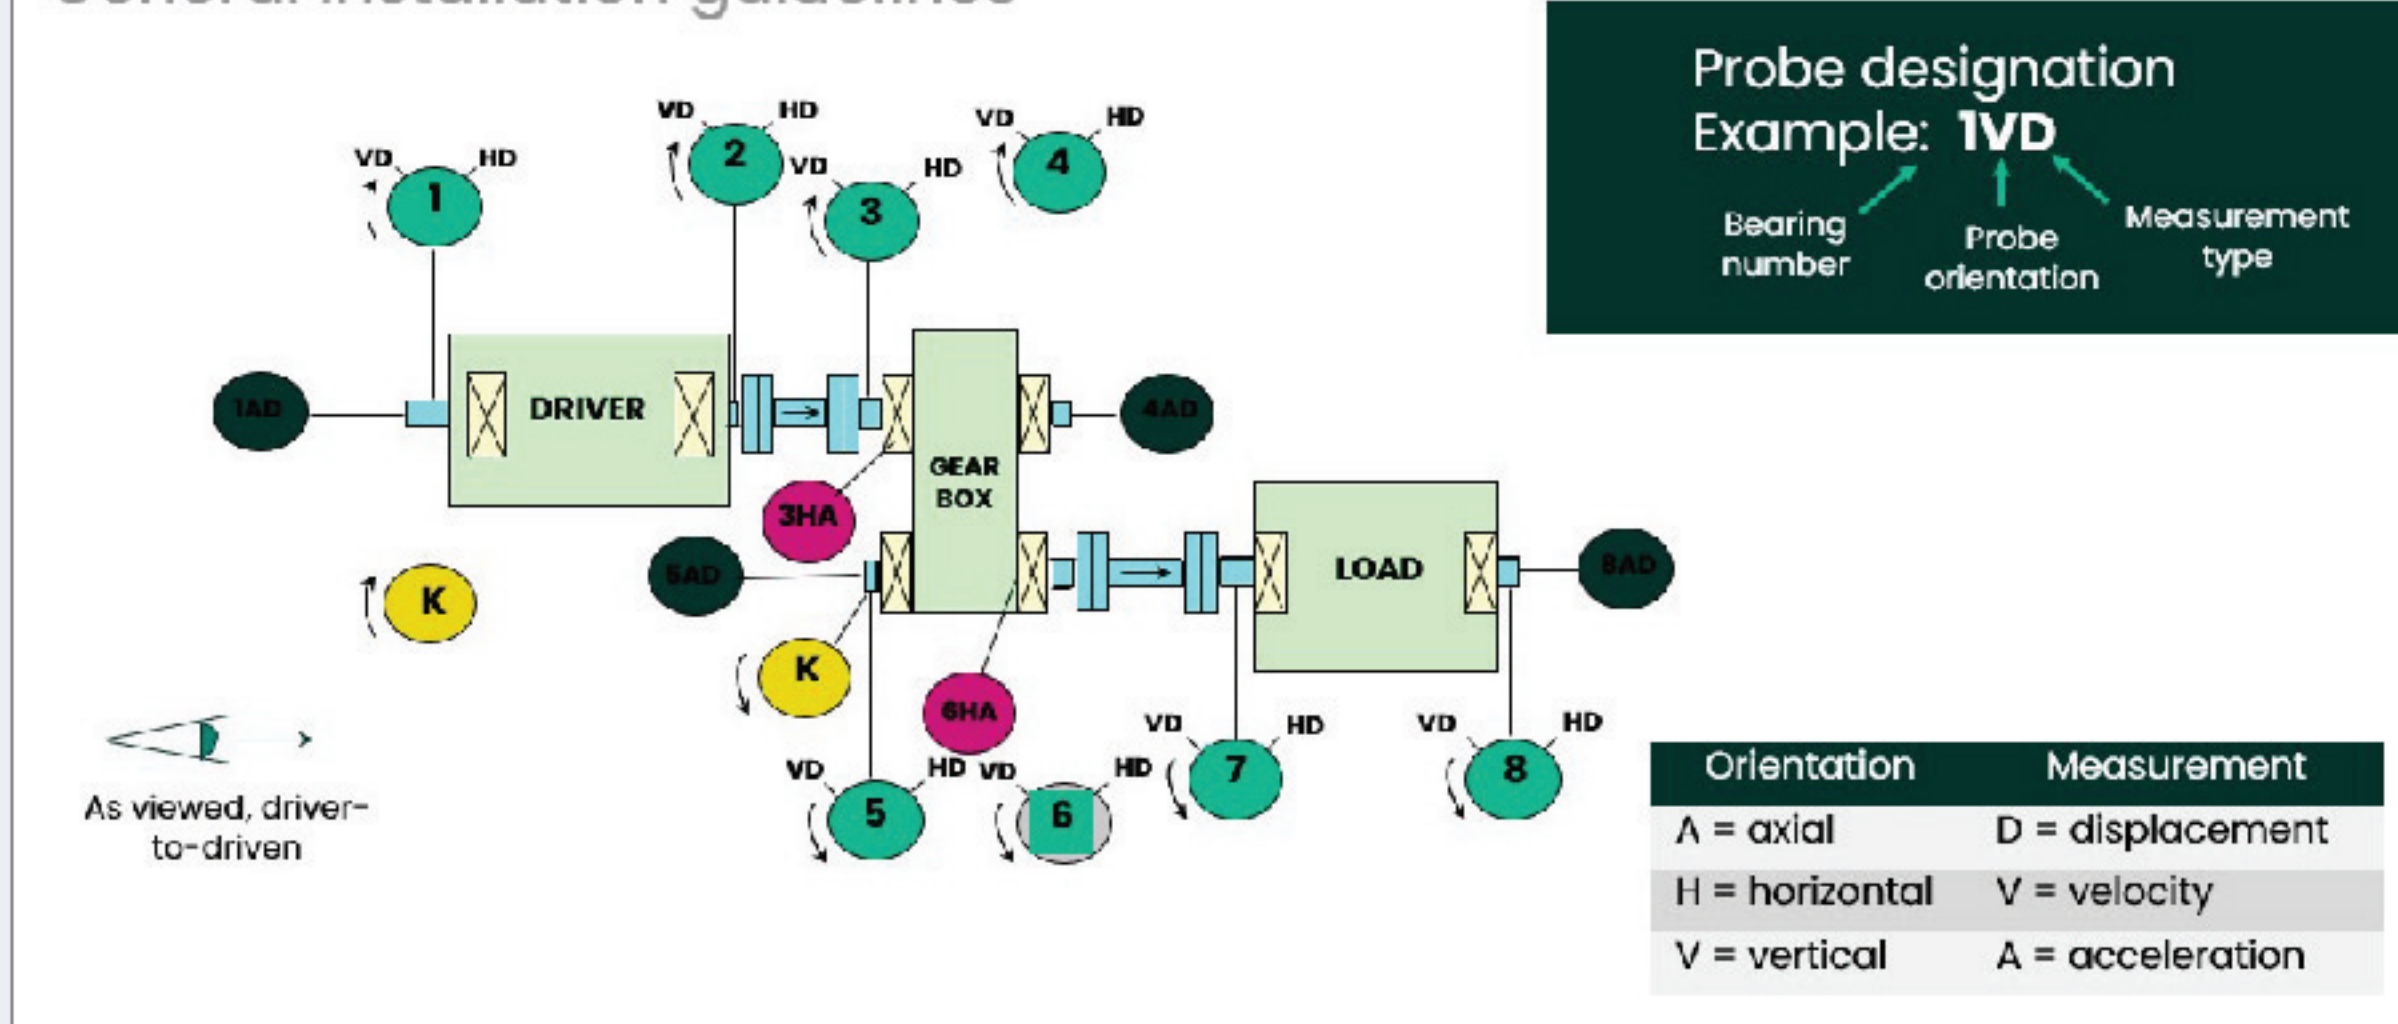 General installation guidelines
Probe designation
Example: 1VD
Bearing
number
Probe
orientation
Measurement
type
VD HD
1
VD HD
2
VD HD
3
VD HD
4
1AD
DRIVER
GEAR
BOX
4AD
3HA
5AD
LOAD
8AD
K
K
6HA
VD HD
5
VD HD
6
VD HD
7
VD HD
8
As viewed, driver-
to-driven
Orientation Measurement
A = axial D = displacement
H = horizontal V = velocity
V = vertical A = acceleration